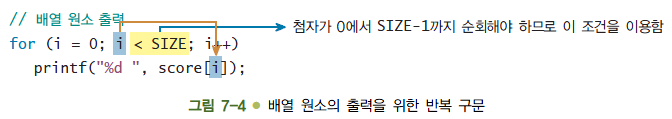 // 배열 원소 출력
첨자가 0에서 SIZE-1까지 순회해야 하므로 이 조건을 이용함
for (i = 0; i < SIZE; i++)
printf("%d ", score[i]);
그림 7-4 ● 배열 원소의 출력을 위한 반복 구문